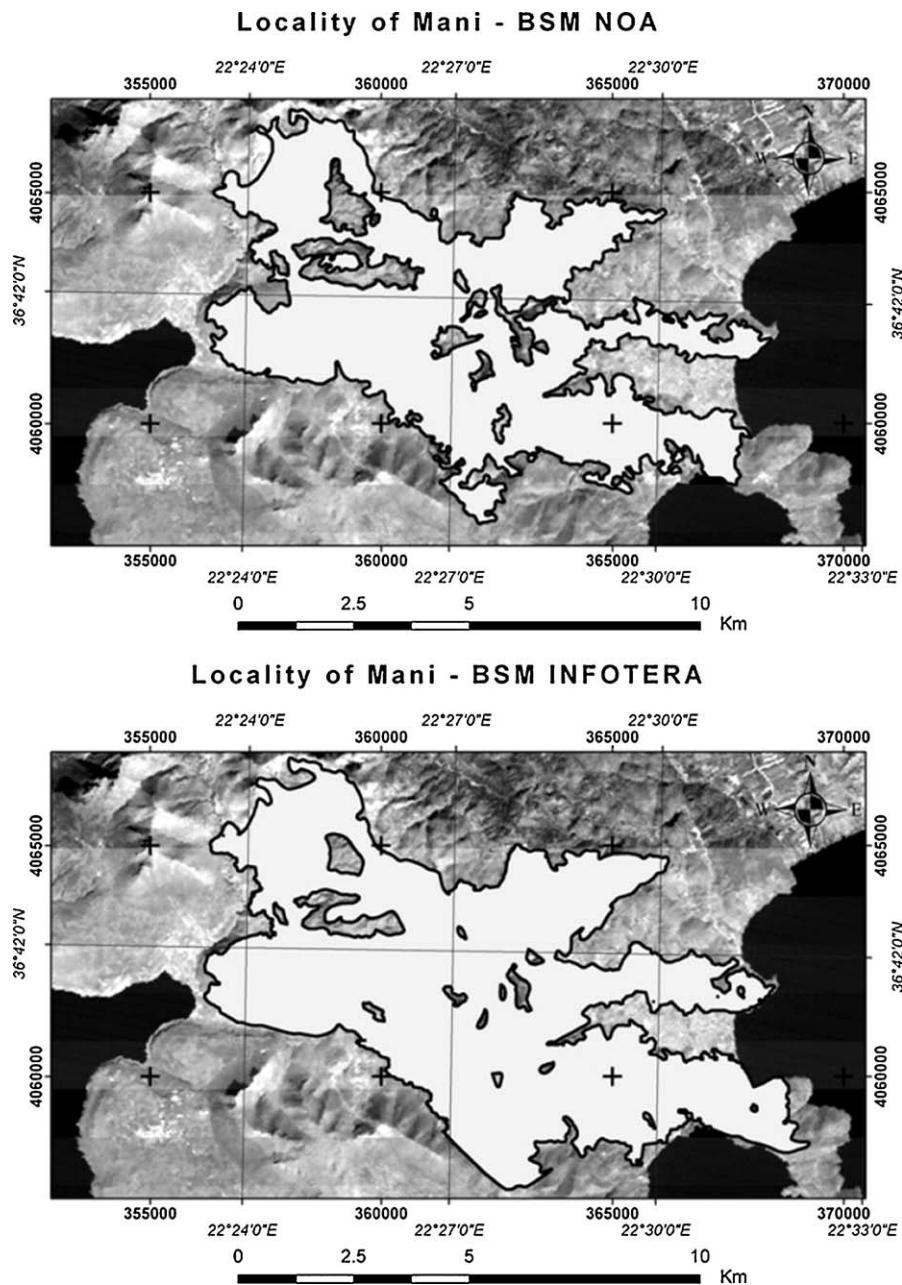 Locality of Mani - BSM NOA
22°24'0"E 22°27'0"E 22°30'0"E
355000 360000 365000 370000
N
W E
4065000 4065000
36°42'0"N 36°42'0"N
4060000 4060000
355000 360000 365000 370000
22°24'0"E 22°27'0"E 22°30'0"E 22°33'0"E
0 2.5 5 10
Km
Locality of Mani - BSM INFOTERA
22°24'0"E 22°27'0"E 22°30'0"E
355000 360000 365000 370000
N
W E
4065000 4065000
36°42'0"N 36°42'0"N
4060000 4060000
355000 360000 365000 370000
22°24'0"E 22°27'0"E 22°30'0"E 22°33'0"E
0 2.5 5 10
Km